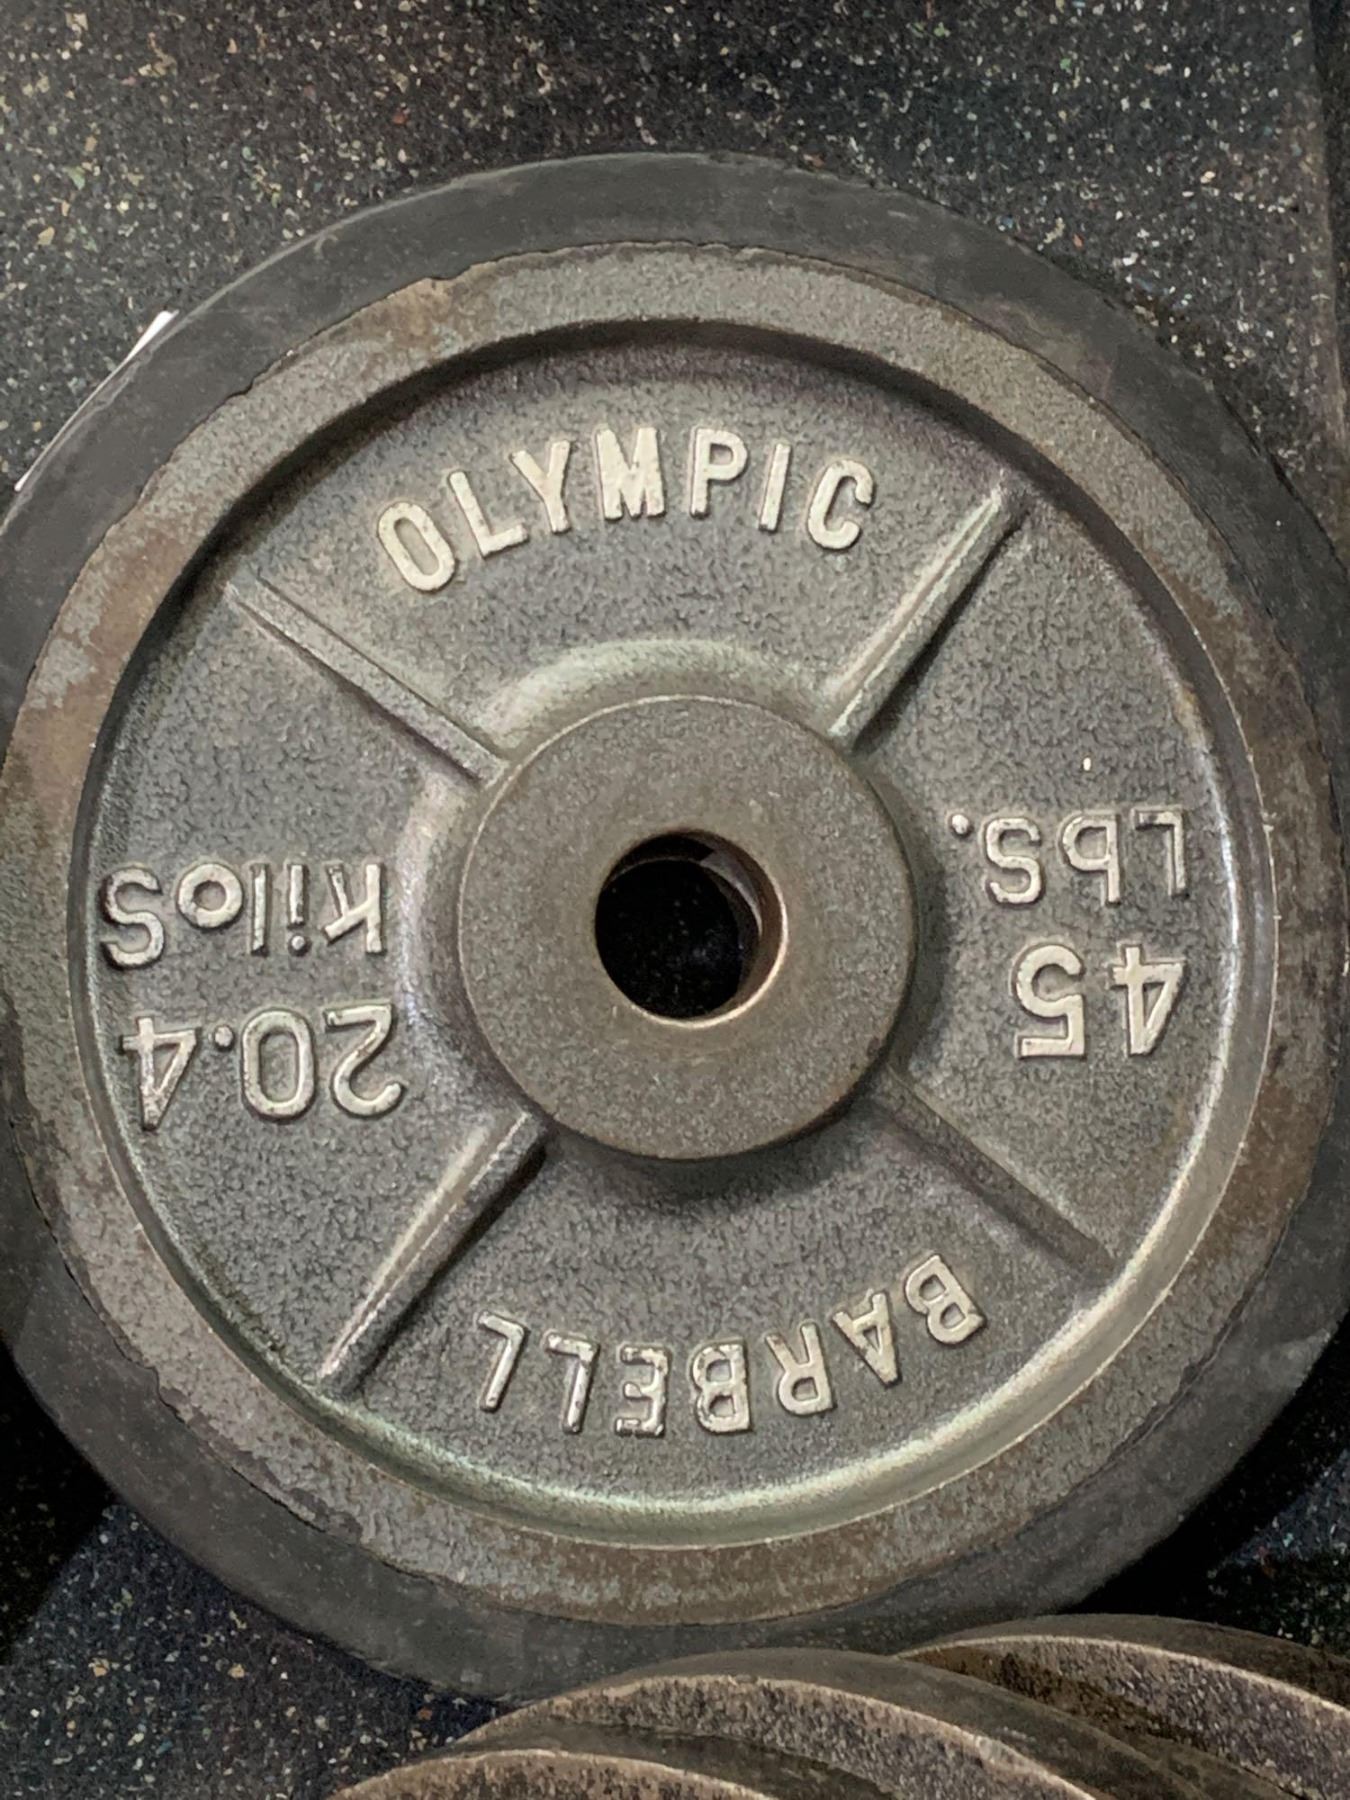 OLYMPIC
45
Lbs.
BARBELL
20.4
KiloS